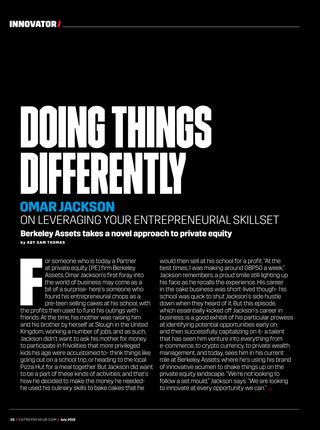 INNOVATOR /
DOING THINGS
DIFFERENTLY
OMAR JACKSON
ON LEVERAGING YOUR ENTREPRENEURIAL SKILLSET
Berkeley Assets takes a novel approach to private equity
by ABY SAM THOMAS
For someone who is today a Partner
at private equity (PE) firm Berkeley
Assets, Omar Jackson's first foray into
the world of business may come as a
bit of a surprise- here's someone who
found his entrepreneurial chops as a
pre-teen selling cakes at his school, with
the profits then used to fund his outings with
friends. At the time, his mother was raising him
and his brother by herself at Slough in the United
Kingdom, working a number of jobs, and as such,
Jackson didn't want to ask his mother for money
to participate in frivolities that more privileged
kids his age were accustomed to- think things like
going out on a school trip, or heading to the local
Pizza Hut for a meal together. But Jackson did want
to be a part of these kinds of activities, and that's
how he decided to make the money he needed-
he used his culinary skills to bake cakes that he
would then sell at his school for a profit. "At the
best times, I was making around GBP50 a week,"
Jackson remembers, a proud smile still lighting up
his face as he recalls the experience. His career
in the cake business was short-lived though- his
school was quick to shut Jackson's side hustle
down when they heard of it. But this episode,
which essentially kicked off Jackson's career in
business, is a good exhibit of his particular prowess
at identifying potential opportunities early on,
and then successfully capitalizing on it- a talent
that has seen him venture into everything from
e-commerce, to crypto currency, to private wealth
management, and today, sees him in his current
role at Berkeley Assets, where he's using his brand
of innovative acumen to shake things up on the
private equity landscape. "We're not looking to
follow a set mould," Jackson says. "We are looking
to innovate at every opportunity we can."
20 / ENTREPRENEUR.COM / July 2018